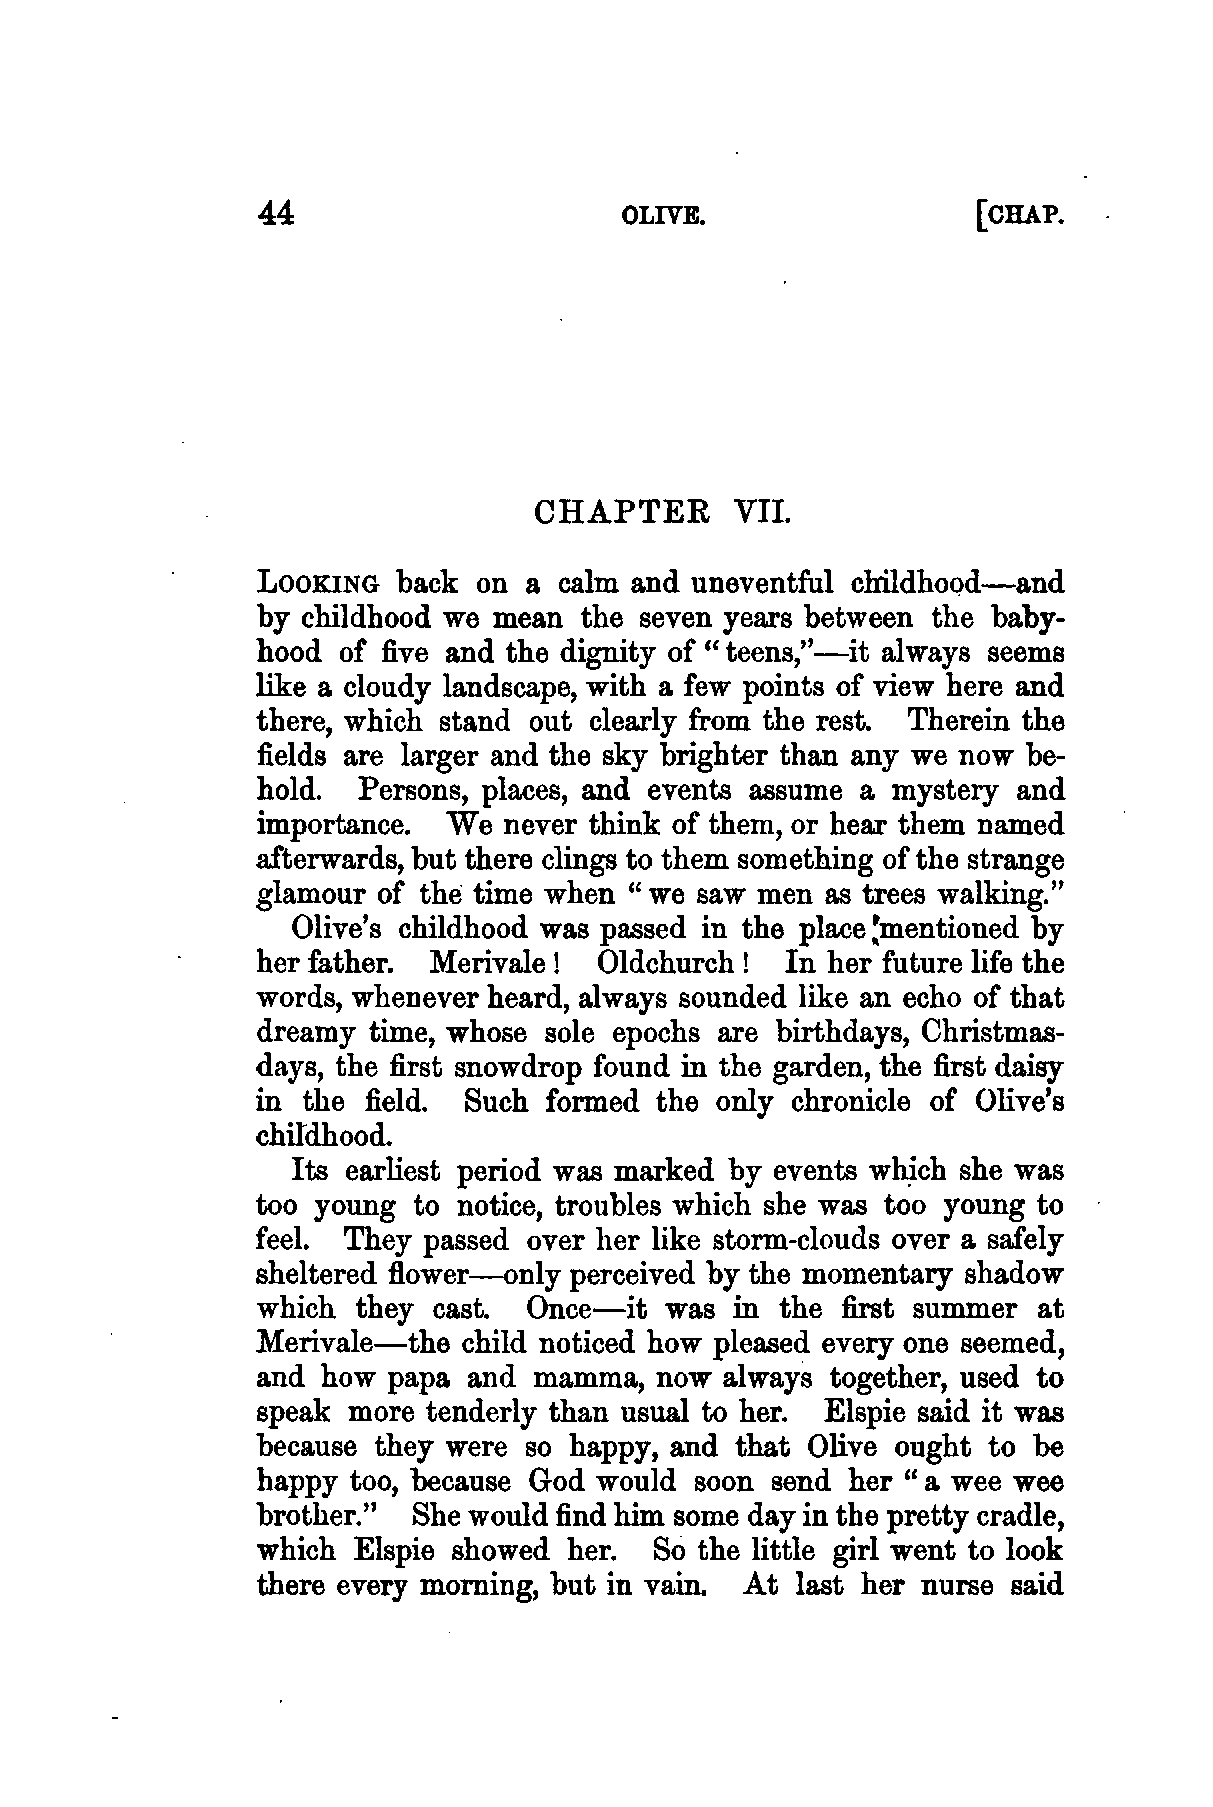 44 OLIVE. [CHAP.
CHAPTER VII.
LOOKING back on a calm and uneventful childhood—and
by childhood we mean the seven years between the baby-
hood of five and the dignity of “teens,”—it always seems
like a cloudy landscape, with a few points of view here and
there, which stand out clearly from the rest. Therein the
fields are larger and the sky brighter than any we now be-
hold. Persons, places, and events assume a mystery and
importance. We never think of them, or hear them named
afterwards, but there clings to them something of the strange
glamour of the time when “we saw men as trees walking.”
Olive’s childhood was passed in the place mentioned by
her father. Merivale! Oldchurch! In her future life the
words, whenever heard, always sounded like an echo of that
dreamy time, whose sole epochs are birthdays, Christmas-
days, the first snowdrop found in the garden, the first daisy
in the field. Such formed the only chronicle of Olive’s
childhood.
Its earliest period was marked by events which she was
too young to notice, troubles which she was too young to
feel. They passed over her like storm-clouds over a safely
sheltered flower—only perceived by the momentary shadow
which they cast. Once—it was in the first summer at
Merivale—the child noticed how pleased every one seemed,
and how papa and mamma, now always together, used to
speak more tenderly than usual to her. Elspie said it was
because they were so happy, and that Olive ought to be
happy too, because God would soon send her “a wee wee
brother.” She would find him some day in the pretty cradle,
which Elspie showed her. So the little girl went to look
there every morning, but in vain. At last her nurse said